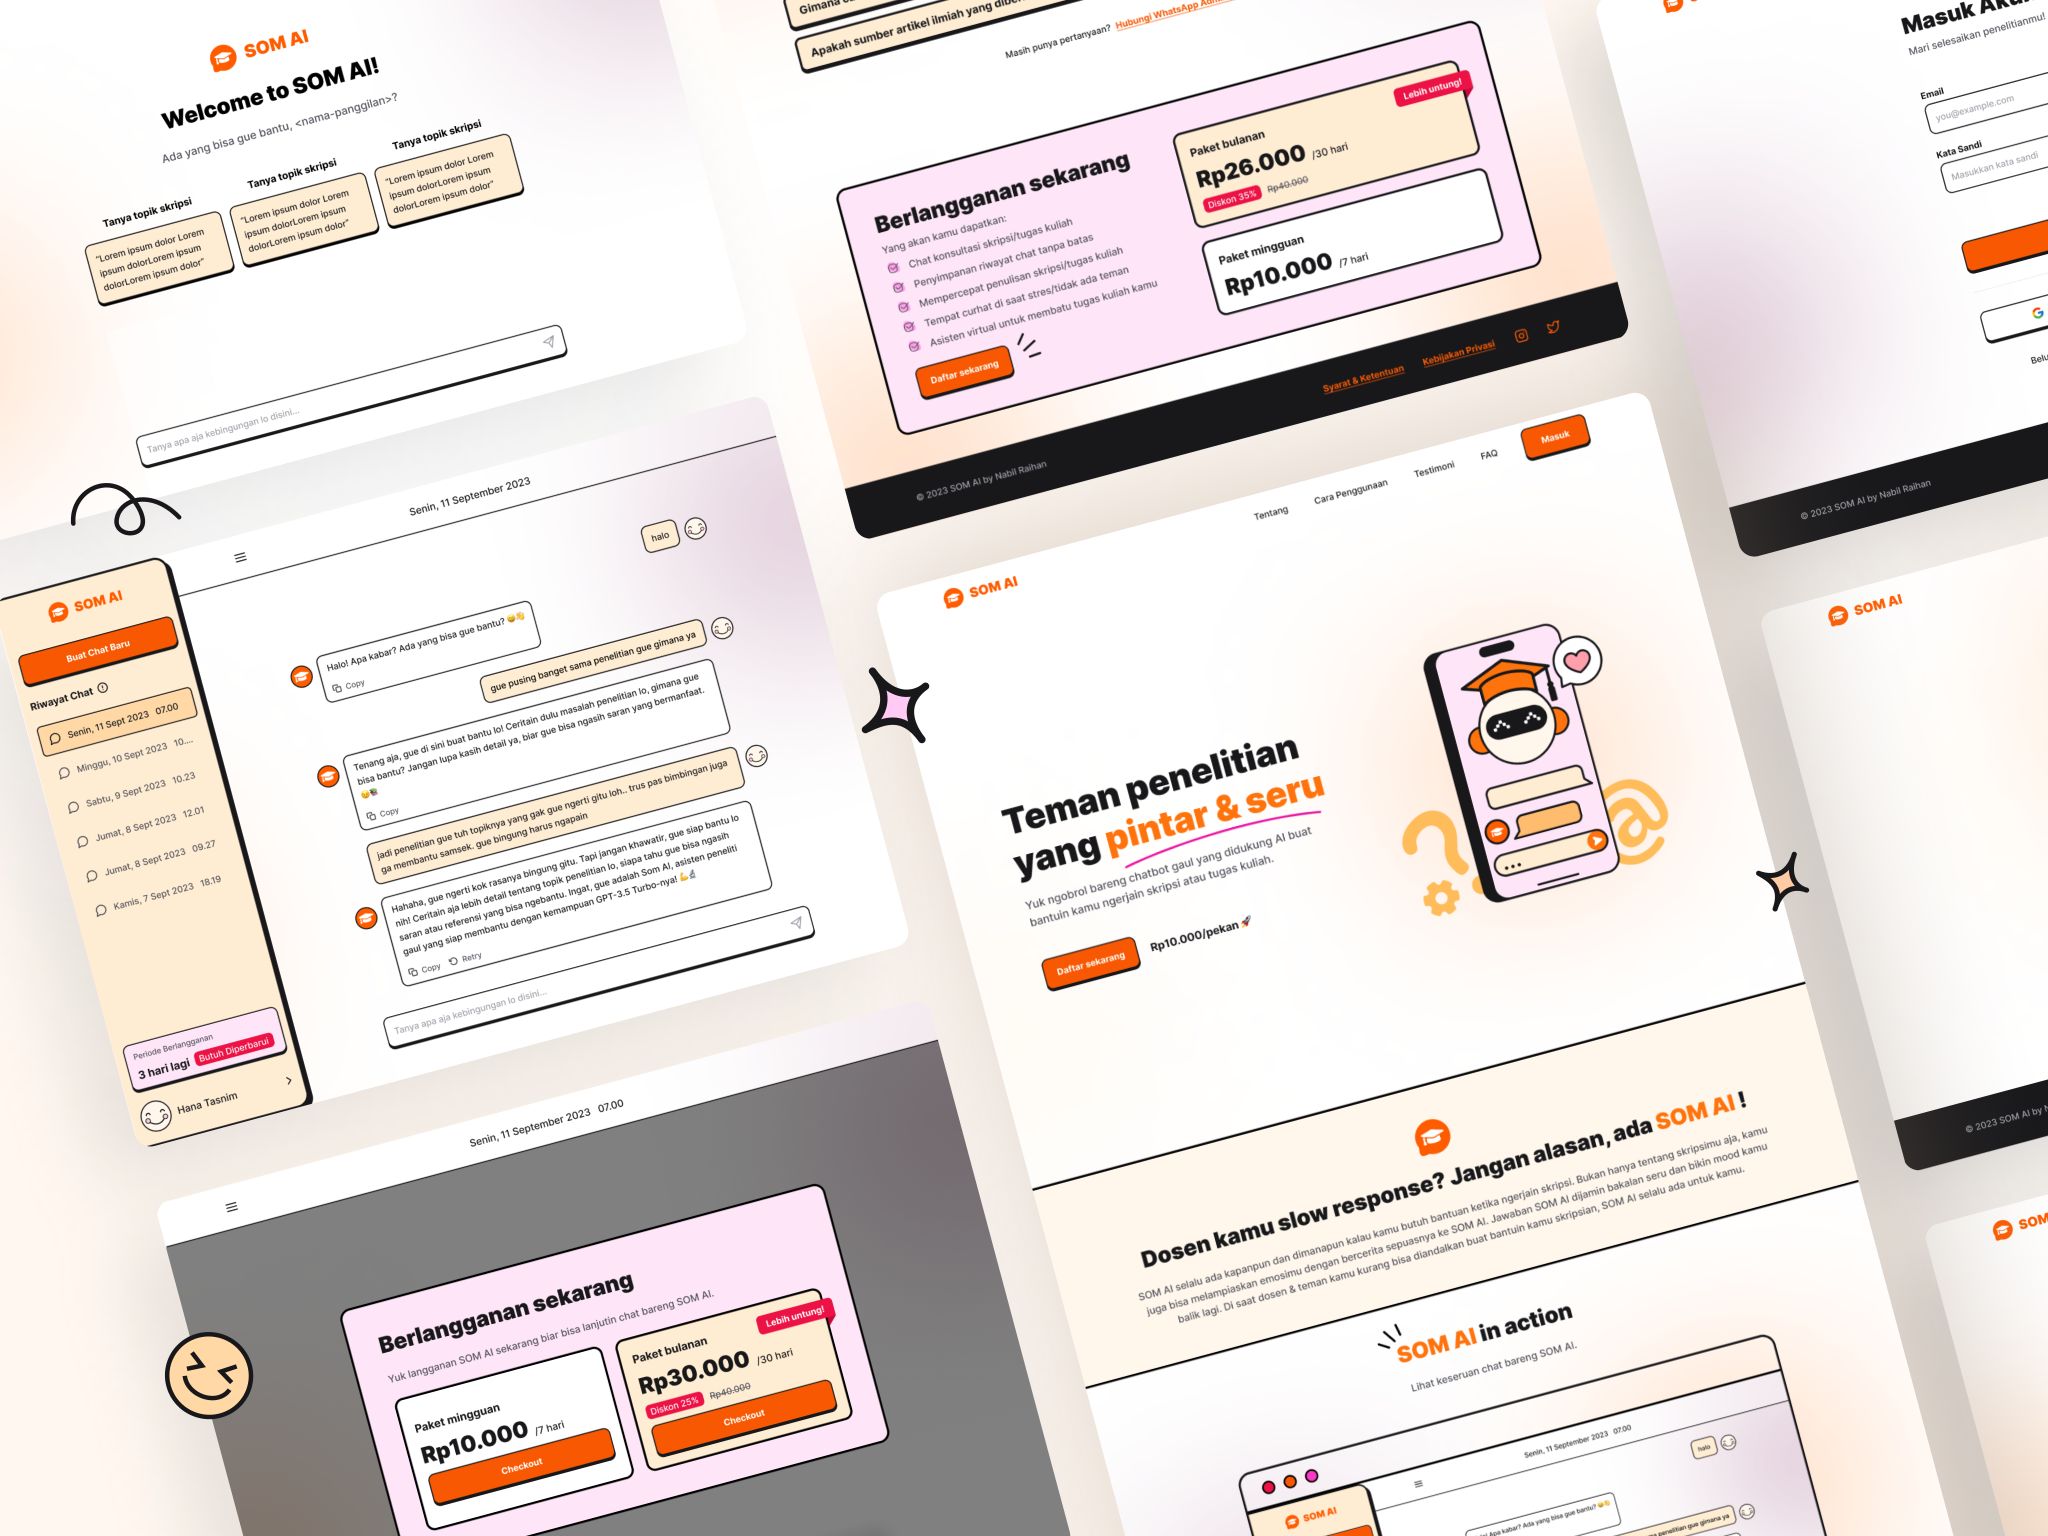 SOM AI
Welcome to SOM AI!
Ada yang bisa gue bantu, <nama-panggilan>?
Tanya topik skripsi
"Lorem ipsum dolor Lorem
ipsum dolorLorem ipsum
dolorLorem ipsum dolor"
Tanya topik skripsi
"Lorem ipsum dolor Lorem
ipsum dolorLorem ipsum
dolorLorem ipsum dolor"
Tanya topik skripsi
"Lorem ipsum dolor Lorem
ipsum dolorLorem ipsum
dolorLorem ipsum dolor"
Tanya apa aja kebingungan lo disini...
Senin, 11 September 2023
SOM AI
Buat Chat Baru
Riwayat Chat
Senin, 11 Sept 2023 07.00
Minggu, 10 Sept 2023 10....
Sabtu, 9 Sept 2023 10.23
Jumat, 8 Sept 2023 12.01
Jumat, 8 Sept 2023 09.27
Kamis, 7 Sept 2023 18.19
Periode Berlangganan
3 hari lagi Butuh Diperbarui
Hana Tasnim
halo
Halo! Apa kabar? Ada yang bisa gue bantu? 😄👋
Copy
gue pusing banget sama penelitian gue gimana ya
Tenang aja, gue di sini buat bantu lo! Ceritain dulu masalah penelitian lo, gimana gue
bisa bantu? Jangan lupa kasih detail ya, biar gue bisa ngasih saran yang bermanfaat.
Copy
jadi penelitian gue tuh topiknya yang gak gue ngerti gitu loh.. trus pas bimbingan juga
ga membantu samsek. gue bingung harus ngapain
Hahaha, gue ngerti kok rasanya bingung gitu. Tapi jangan khawatir, gue siap bantu lo
nih! Ceritain aja lebih detail tentang topik penelitian lo, siapa tahu gue bisa ngasih
saran atau referensi yang bisa ngebantu. Ingat, gue adalah Som AI, asisten peneliti
gaul yang siap membantu dengan kemampuan GPT-3.5 Turbo-nya!
Copy Retry
Tanya apa aja kebingungan lo disini...
Senin, 11 September 2023 07.00
Berlangganan sekarang
Yuk langganan SOM AI sekarang biar bisa lanjutin chat bareng SOM AI.
Paket mingguan
Rp10.000 /7 hari
Checkout
Lebih untung!
Paket bulanan
Rp30.000 /30 hari
Diskon 25% Rp40.000
Checkout
Apakah sumber artikel ilmiah yang
Masih punya pertanyaan? Hubungi WhatsApp
Berlangganan sekarang
Yang akan kamu dapatkan:
Chat konsultasi skripsi/tugas kuliah
Penyimpanan riwayat chat tanpa batas
Mempercepat penulisan skripsi/tugas kuliah
Tempat curhat di saat stres/tidak ada teman
Asisten virtual untuk membatu tugas kuliah kamu
Daftar sekarang
Lebih untung!
Paket bulanan
Rp26.000 /30 hari
Diskon 35% Rp40.000
Paket mingguan
Rp10.000 /7 hari
© 2023 SOM AI by Nabil Raihan
Syarat & Ketentuan Kebijakan Privasi
SOM AI
Tentang Cara Penggunaan Testimoni FAQ Masuk
Teman penelitian
yang pintar & seru
Yuk ngobrol bareng chatbot gaul yang didukung AI buat
bantuin kamu ngerjain skripsi atau tugas kuliah.
Daftar sekarang Rp10.000/pekan 🚀
Dosen kamu slow response? Jangan alasan, ada SOM AI !
SOM AI selalu ada kapanpun dan dimanapun kalau kamu butuh bantuan ketika ngerjain skripsi. Bukan hanya tentang skripsimu aja, kamu
juga bisa melampiaskan emosimu dengan bercerita sepuasnya ke SOM AI. Jawaban SOM AI dijamin bakalan seru dan bikin mood kamu
balik lagi. Di saat dosen & teman kamu kurang bisa diandalkan buat bantuin kamu skripsian, SOM AI selalu ada untuk kamu.
SOM AI in action
Lihat keseruan chat bareng SOM AI.
Senin, 11 September 2023 07.00
halo
SOM AI
Apa kabar? Ada yang bisa gue bantu?
penelitian gue gimana ya
Masuk
Mari selesaikan penelitianmu!
Email
you@example.com
Kata Sandi
Masukkan kata sandi
© 2023 SOM AI by Nabil Raihan
SOM AI
© 2023 SOM AI by